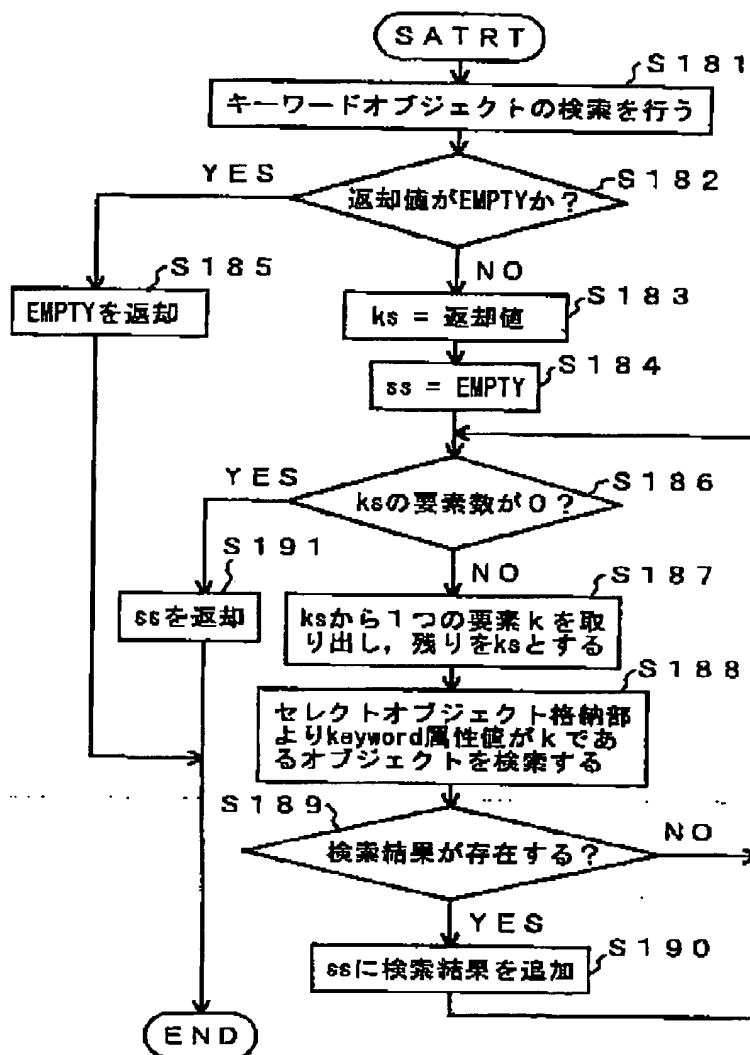 SATRT
S181
キーワードオブジェクトの検索を行う
YES
S182
返却値がEMPTYか?
S185
NO
EMPTYを返却
S183
ks = 返却値
S184
ss = EMPTY
YES
S186
ksの要素数が0?
S191
NO
ssを返却
S187
ksから1つの要素kを取
り出し,残りをksとする
S188
セレクトオブジェクト格納部
よりkeyword属性値がkであ
るオブジェクトを検索する
S189
NO
検索結果が存在する?
YES
S190
ssに検索結果を追加
END